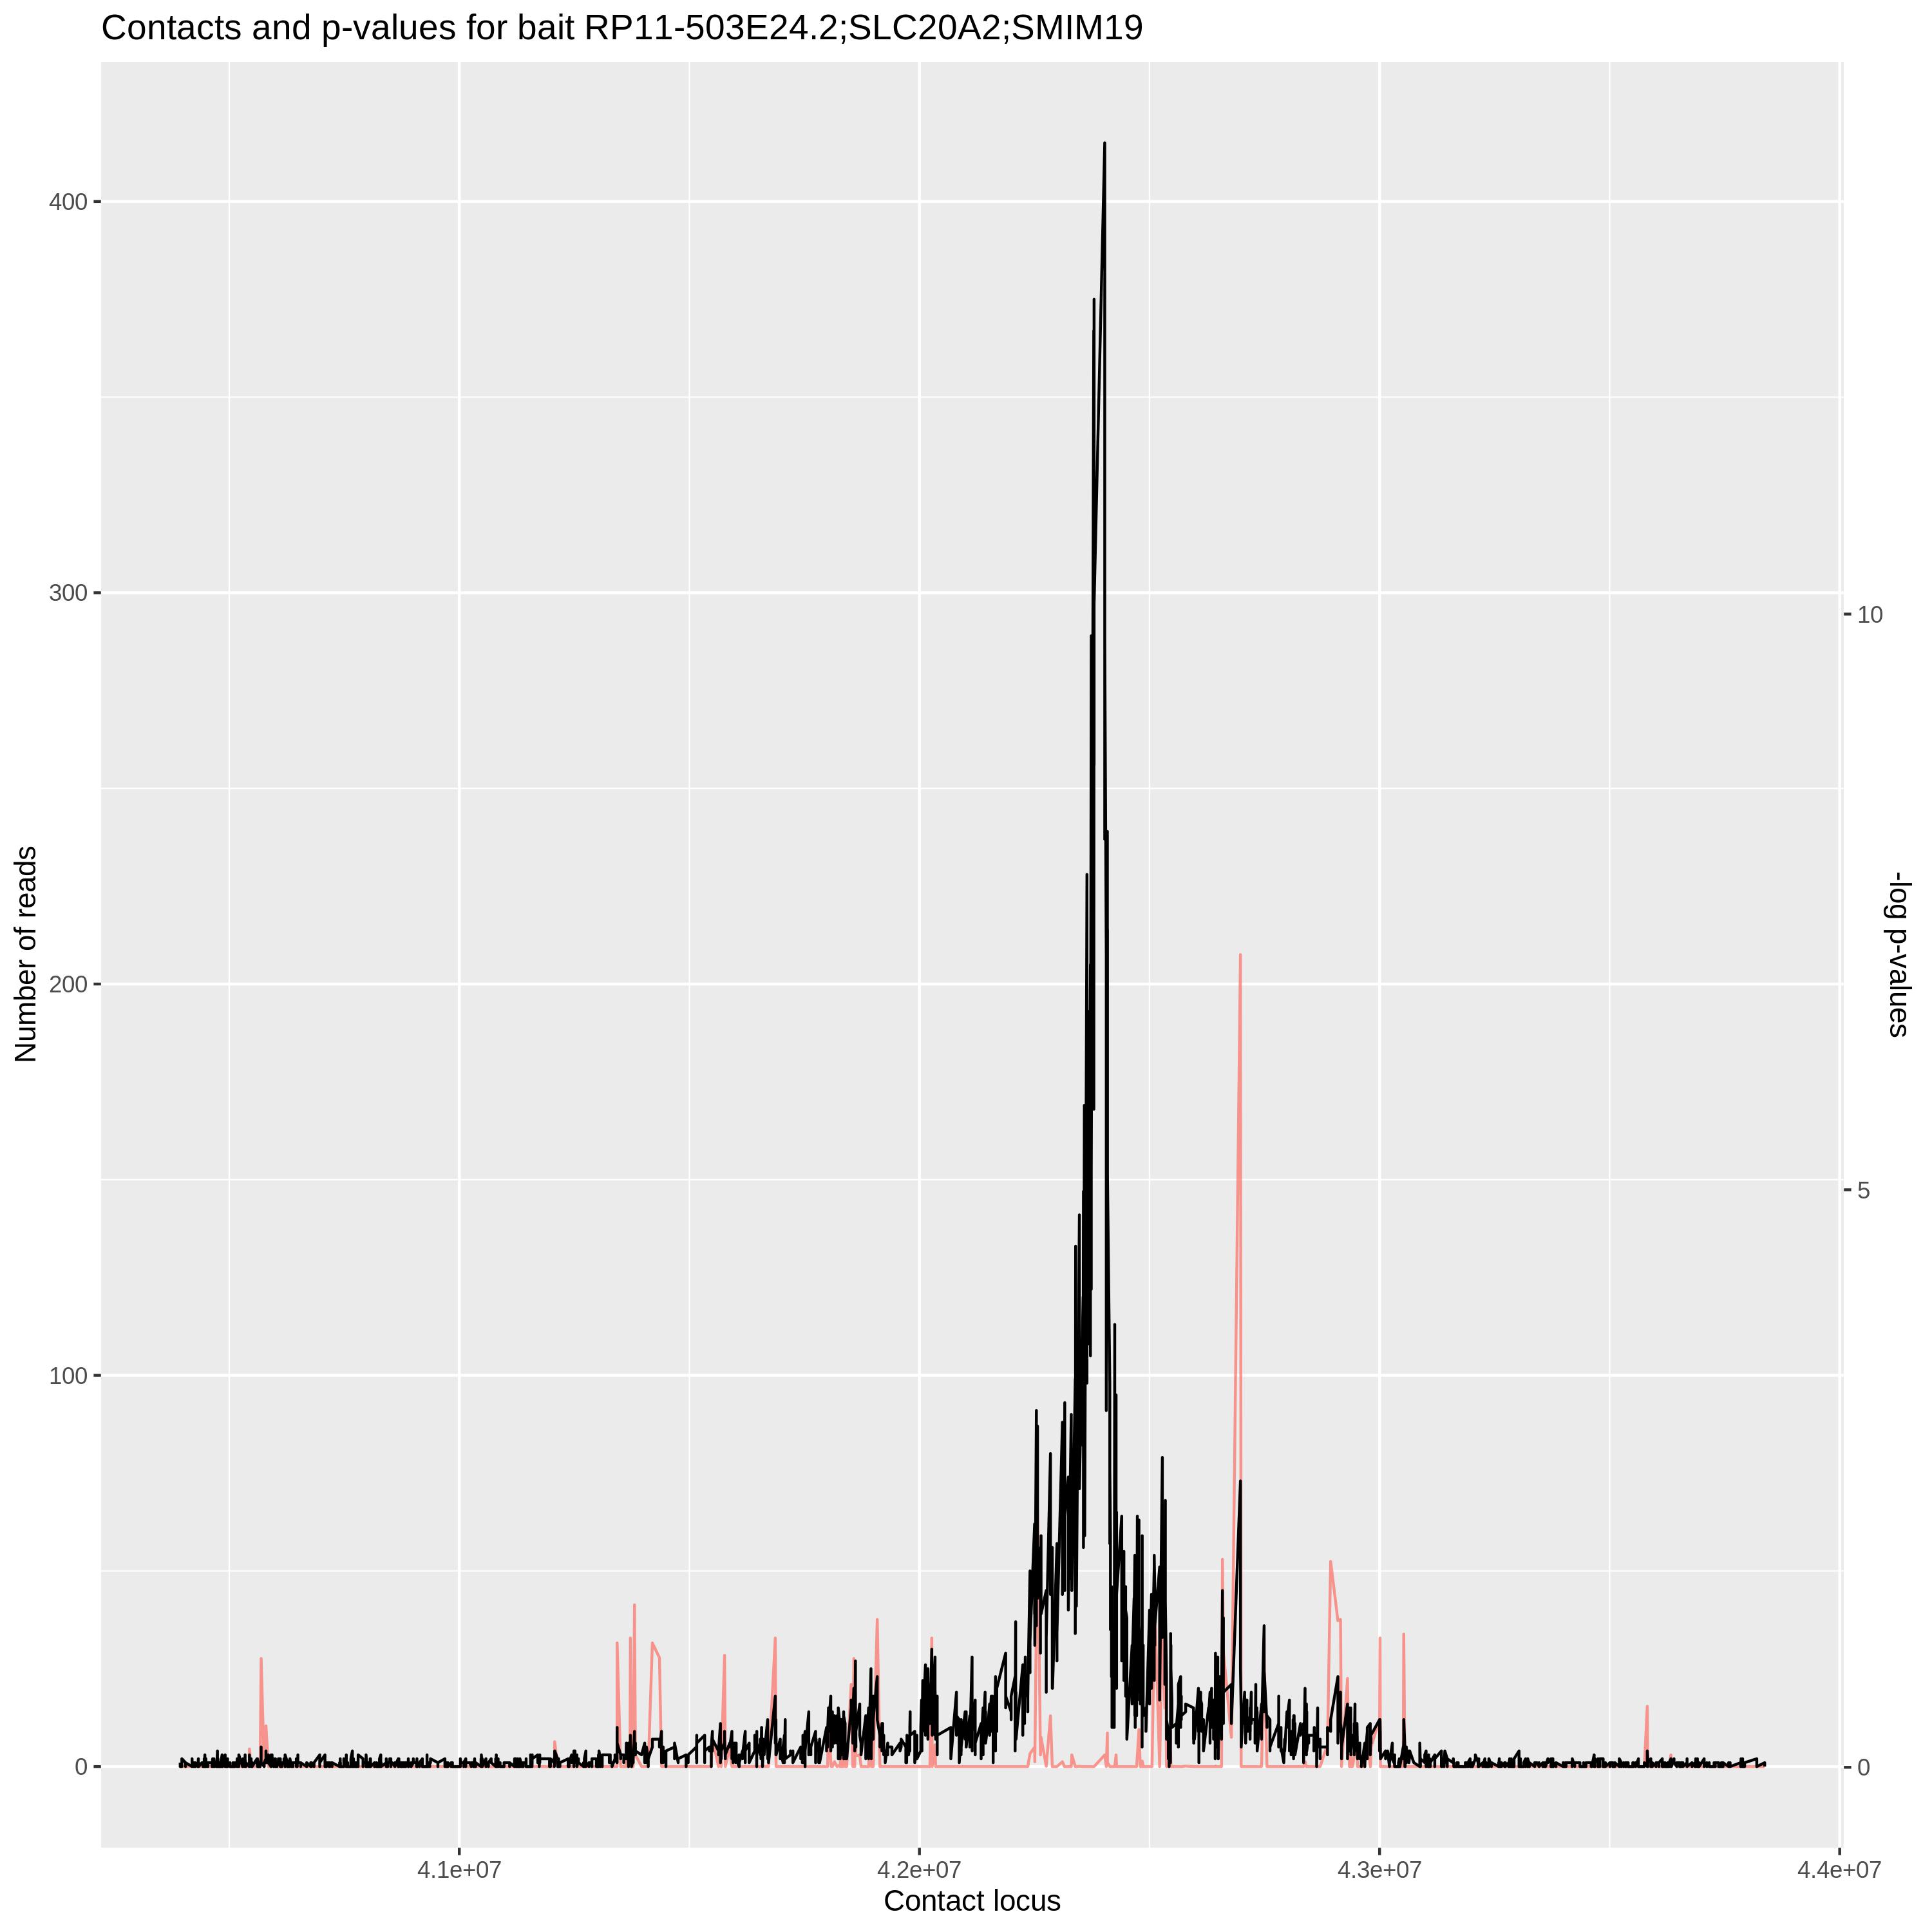 Contacts and p-values for bait RP11-503E24.2;SLC20A2;SMIM19
400
300
200
100
0
Number of reads
10
5
0
-log p-values
4.1e+07
4.2e+07
4.3e+07
4.4e+07
Contact locus